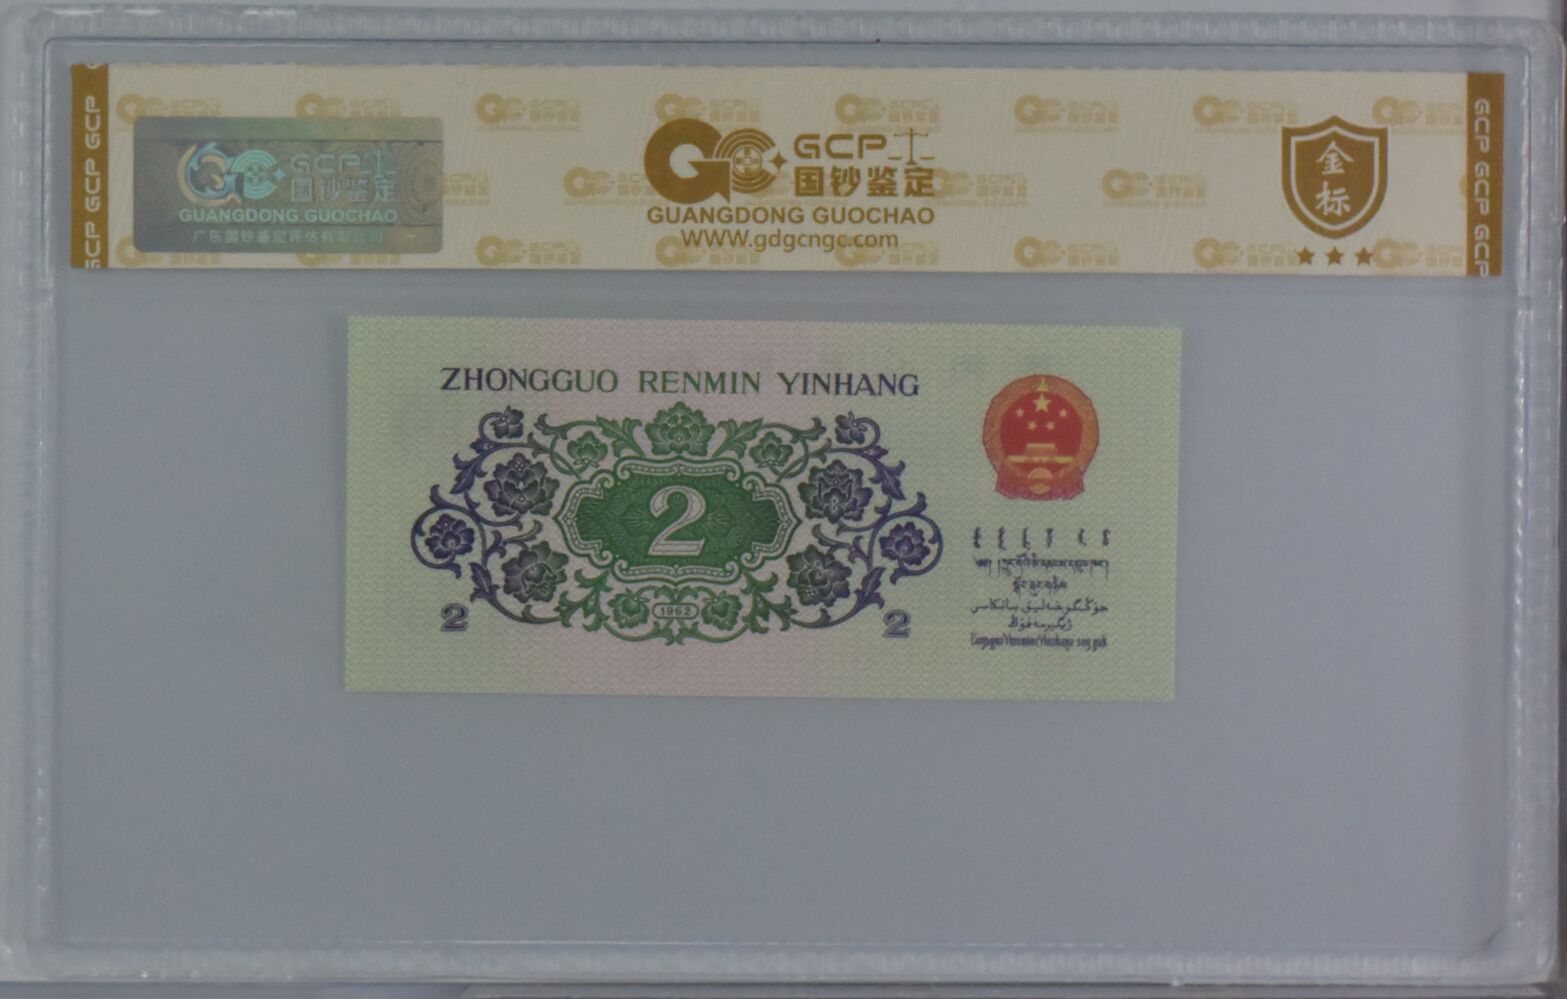 GCP GCP GCP
GCP
国钞鉴定
GUANGDONG GUOCHAO
广东国钞鉴定评估有限公司
GCP
国钞鉴定
GUANGDONG GUOCHAO
WWW.gdgcngc.com
金标
GCP GCP GCP
ZHONGGUO RENMIN YINHANG
2
1962
2
2